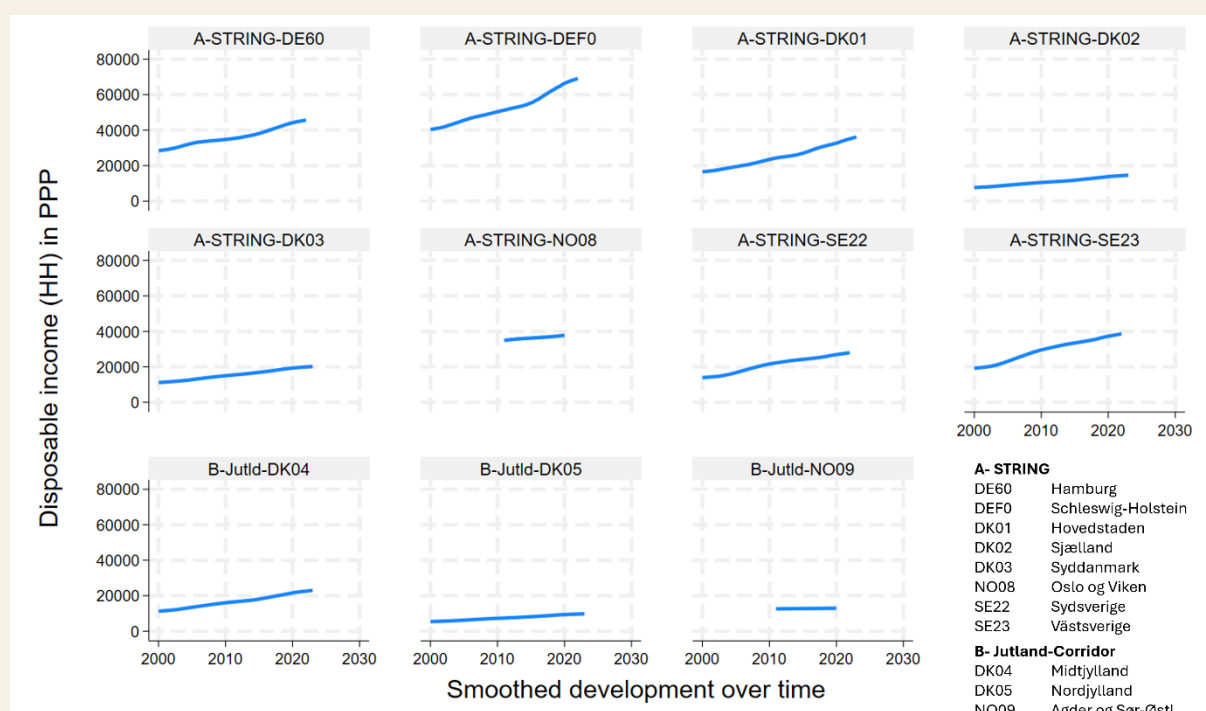 A-STRING-DE60
A-STRING-DEF0
A-STRING-DK01
A-STRING-DK02
80000
60000
40000
20000
0
A-STRING-DK03
A-STRING-NO08
A-STRING-SE22
A-STRING-SE23
80000
60000
40000
20000
0
2000 2010 2020 2030
B-Jutld-DK04
B-Jutld-DK05
B-Jutld-NO09
80000
60000
40000
20000
0
2000 2010 2020 2030
2000 2010 2020 2030
2000 2010 2020 2030
Disposable income (HH) in PPP
Smoothed development over time
A- STRING
DE60 Hamburg
DEF0 Schleswig-Holstein
DK01 Hovedstaden
DK02 Sjælland
DK03 Syddanmark
NO08 Oslo og Viken
SE22 Sydsverige
SE23 Västsverige
B- Jutland-Corridor
DK04 Midtjylland
DK05 Nordjylland
NO09 Agder og Sør-Østl